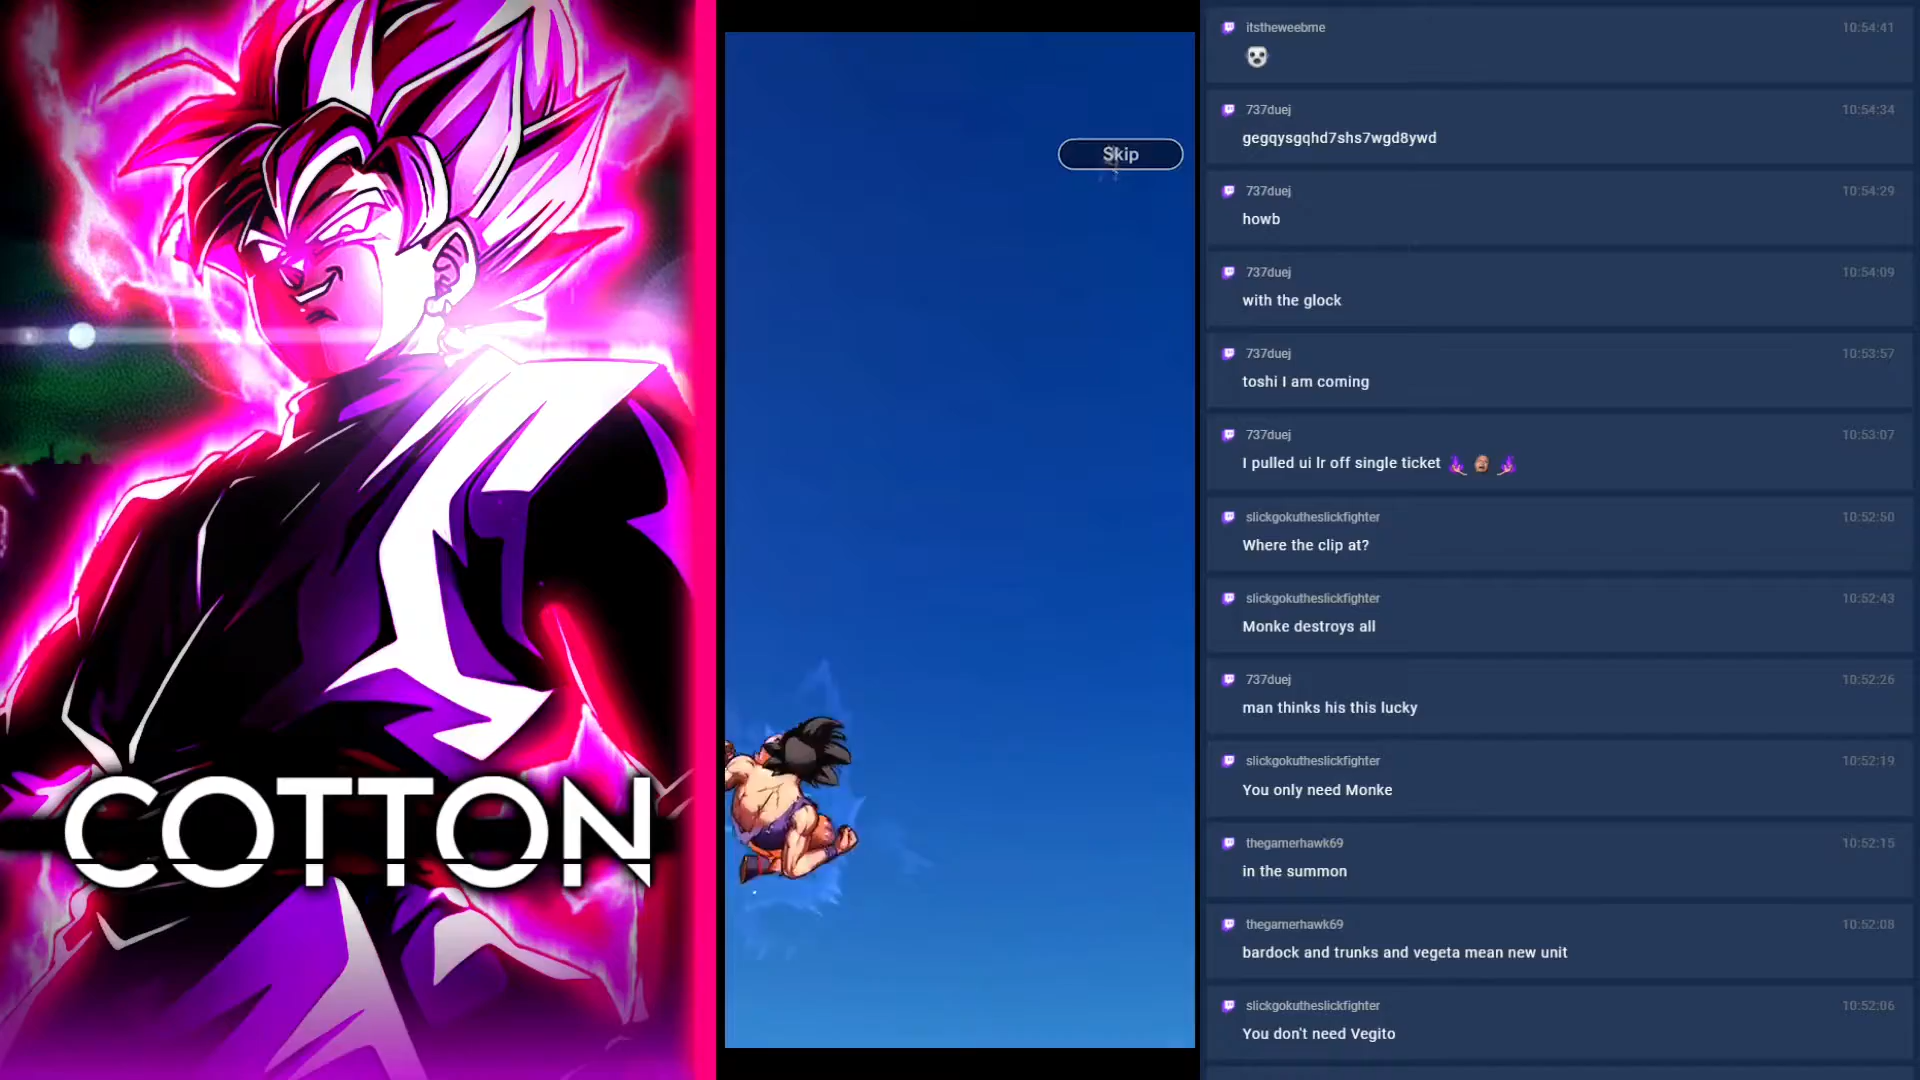 COTTON
Skip
itstheweebme
10:54:41
737duej
10:54:34
gegqysgqhd7shs7wgd8ywd
737duej
10:54:29
howb
737duej
10:54:09
with the glock
737duej
10:53:57
toshi I am coming
737duej
10:53:07
I pulled ui lr off single ticket
slickgokutheslickfighter
10:52:50
Where the clip at?
slickgokutheslickfighter
10:52:43
Monke destroys all
737duej
10:52:26
man thinks his this lucky
slickgokutheslickfighter
10:52:19
You only need Monke
thegamerhawk69
10:52:15
in the summon
thegamerhawk69
10:52:08
bardock and trunks and vegeta mean new unit
slickgokutheslickfighter
10:52:06
You don't need Vegito